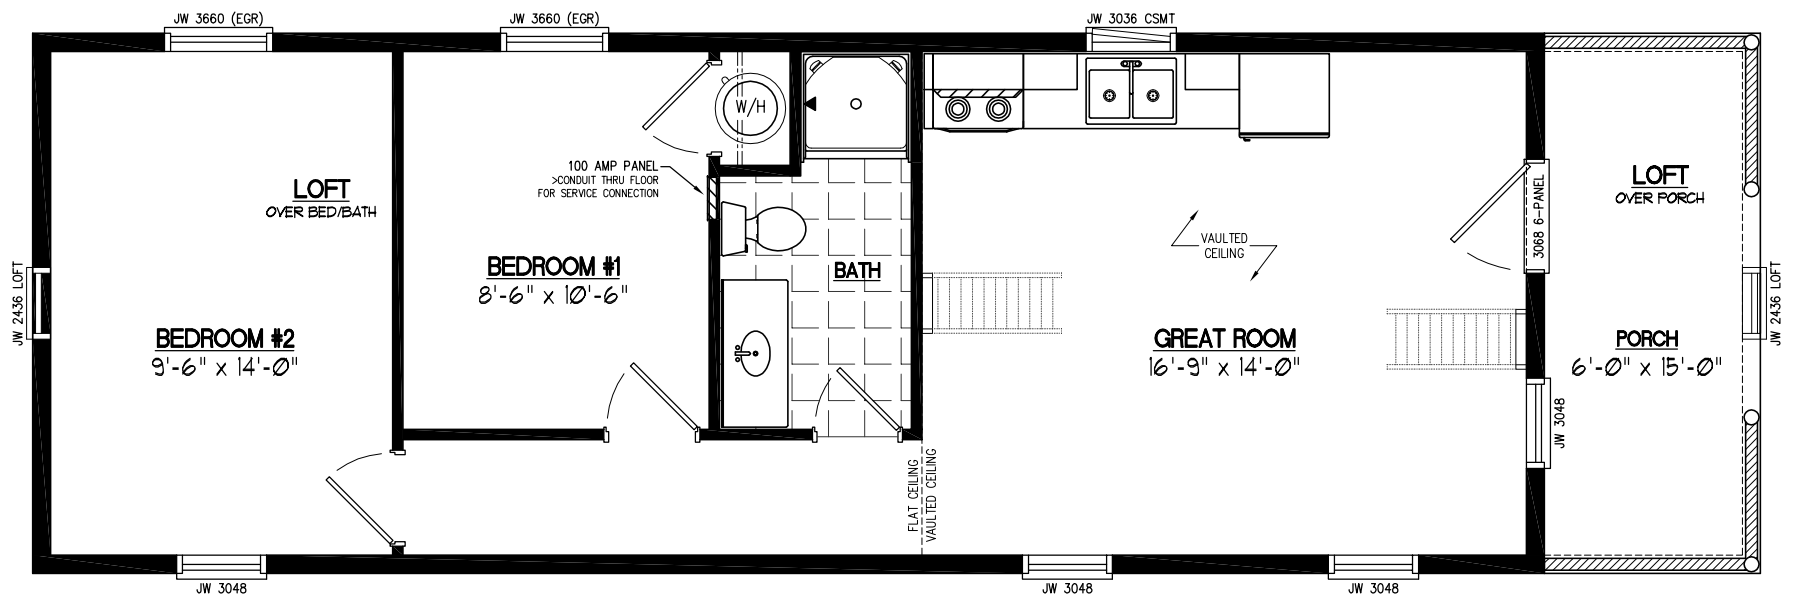 JW 3660 (EGR)
JW 3660 (EGR)
JW 3036 CSMT
W/H
100 AMP PANEL
>CONDUIT THRU FLOOR
FOR SERVICE CONNECTION
LOFT
OVER BED/BATH
LOFT
OVER PORCH
3068 6-PANEL
VAULTED
CEILING
BEDROOM #1
8'-6" x 10'-6"
BATH
JW 2436 LOFT
JW 2436 LOFT
BEDROOM #2
9'-6" x 14'-0"
GREAT ROOM
16'-9" x 14'-0"
PORCH
6'-0" x 15'-0"
JW 3048
FLAT CEILING
VAULTED CEILING
JW 3048
JW 3048
JW 3048